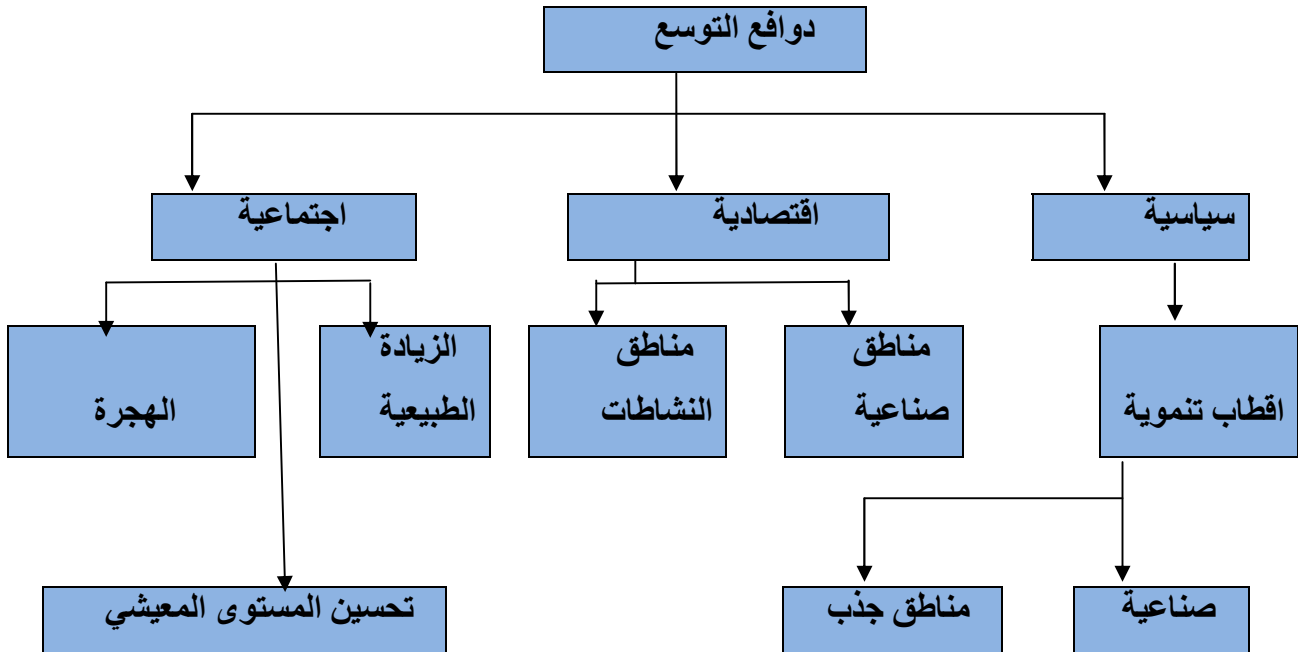 دوافع التوسع
سياسية
اقتصادية
اجتماعية
اقطاب تنموية
مناطق
صناعية
مناطق
النشاطات
الزيادة
الطبيعية
الهجرة
صناعية
مناطق جذب
تحسين المستوى المعيشي